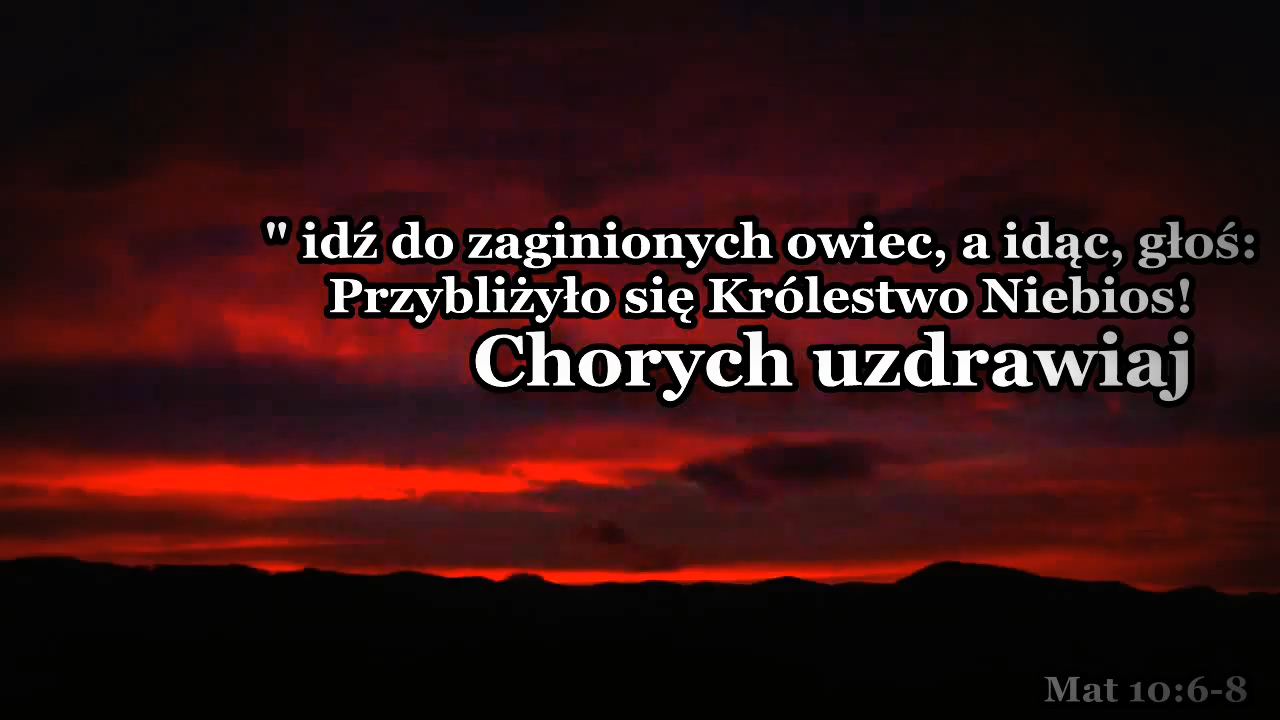 " idź do zaginionych owiec, a idąc, głoś:
Przybliżyło się Królestwo Niebios!
Chorych uzdrawiaj
Mat 10:6-8